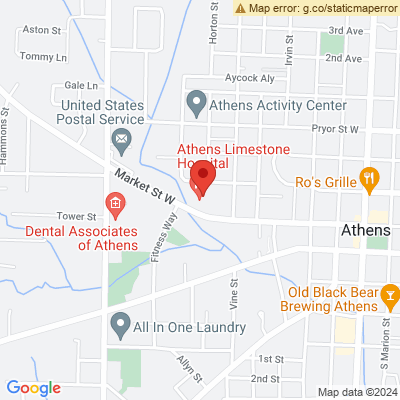 Map error: g.co/staticmaperror
Aston St
3rd Ave
Horton St
Irvin St
Tommy Ln
2nd Ave
Gale Ln
Aycock Aly
United States
Postal Service
Athens Activity Center
Hammons St
Pryor St W
Athens Limestone
Hospital
Market St W
Ro's Grille
Tower St
Dental Associates
of Athens
Fitness Way
Athens
Vine St
Old Black Bear
Brewing Athens
All In One Laundry
S Marion St
Allyn St
1st St
2nd St
Google
Map data ©2024